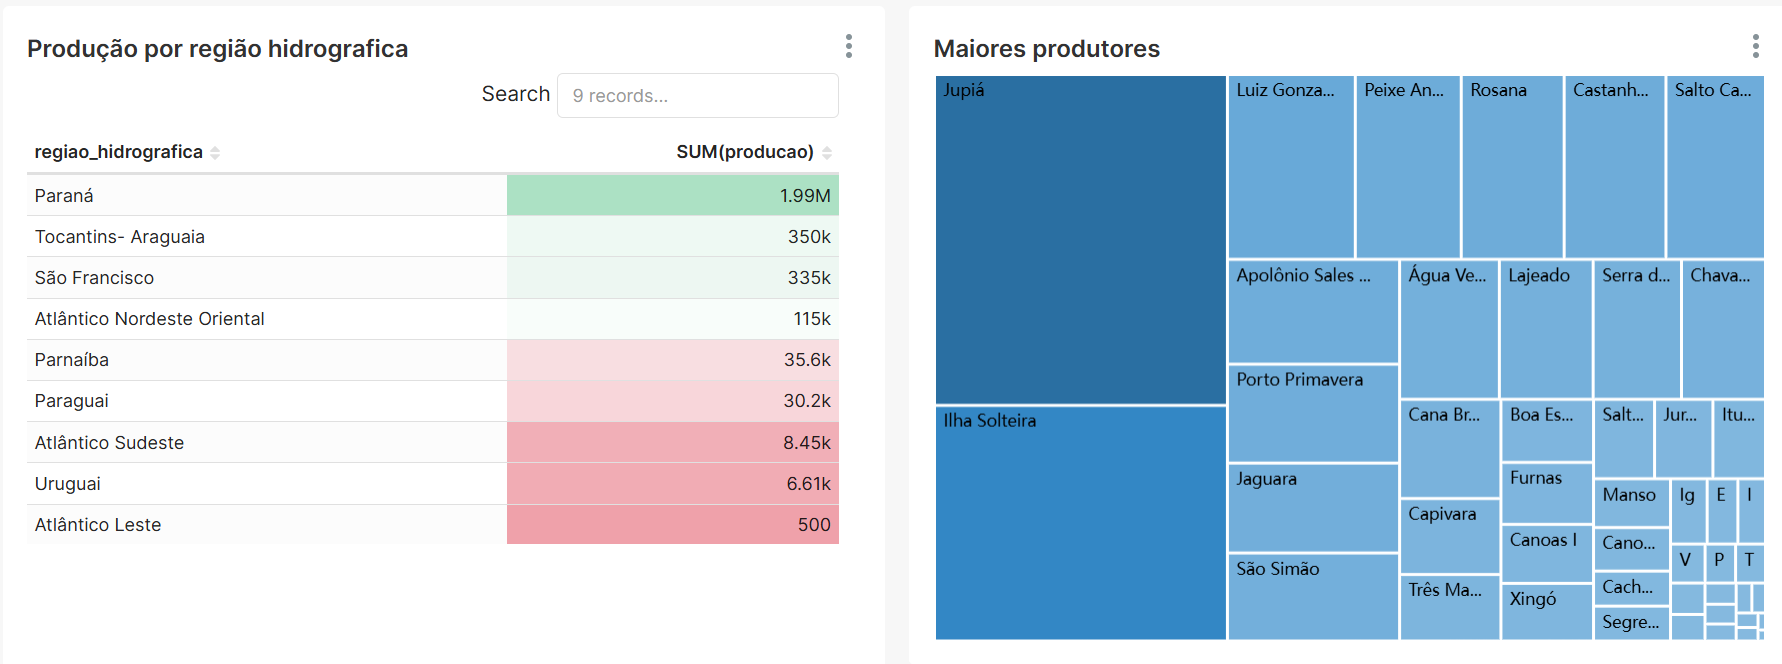 Produção por região hidrografica
Search 9 records...
regiao_hidrografica SUM(producao)
Paraná 1.99M
Tocantins- Araguaia 350k
São Francisco 335k
Atlântico Nordeste Oriental 115k
Parnaíba 35.6k
Paraguai 30.2k
Atlântico Sudeste 8.45k
Uruguai 6.61k
Atlântico Leste 500
Maiores produtores
Jupiá
Ilha Solteira
Luiz Gonza...
Peixe An...
Rosana
Castanh...
Salto Ca...
Apolônio Sales ...
Porto Primavera
Jaguara
São Simão
Água Ve...
Lajeado
Serra d...
Chava...
Cana Br...
Capivara
Três Ma...
Boa Es...
Furnas
Canoas I
Xingó
Salt...
Jur...
Itu...
Manso
Cano...
Cach...
Segre...
Ig
E
I
V
P
T